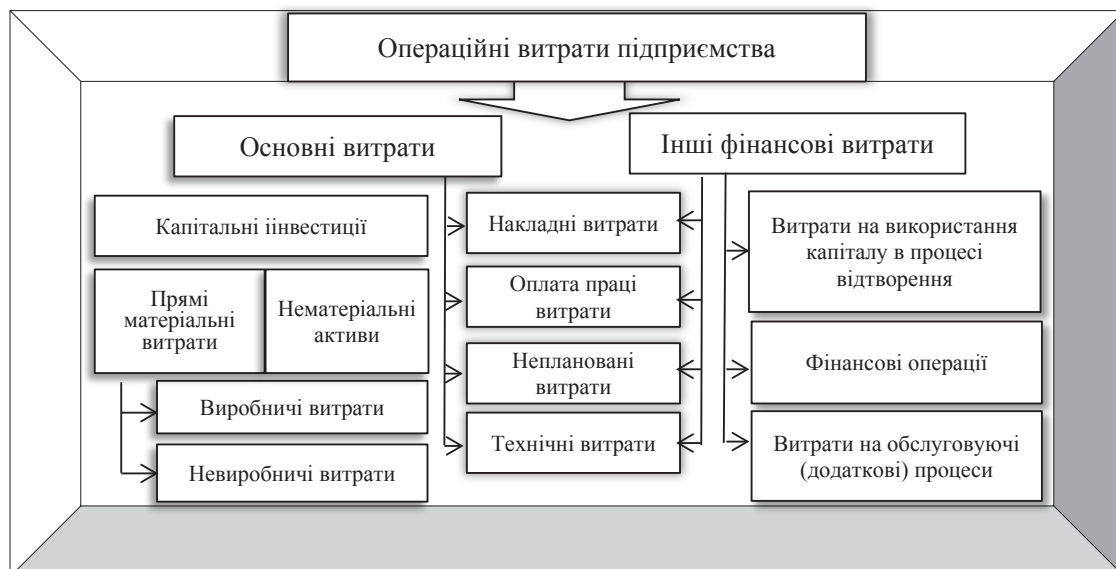 Операційні витрати підприємства
Основні витрати
Інші фінансові витрати
Капітальні іінвестиції
Прямі
матеріальні
витрати
Нематеріальні
активи
Виробничі витрати
Невиробничі витрати
Накладні витрати
Оплата праці
витрати
Неплановані
витрати
Технічні витрати
Витрати на використання
капіталу в процесі
відтворення
Фінансові операції
Витрати на обслуговуючі
(додаткові) процеси